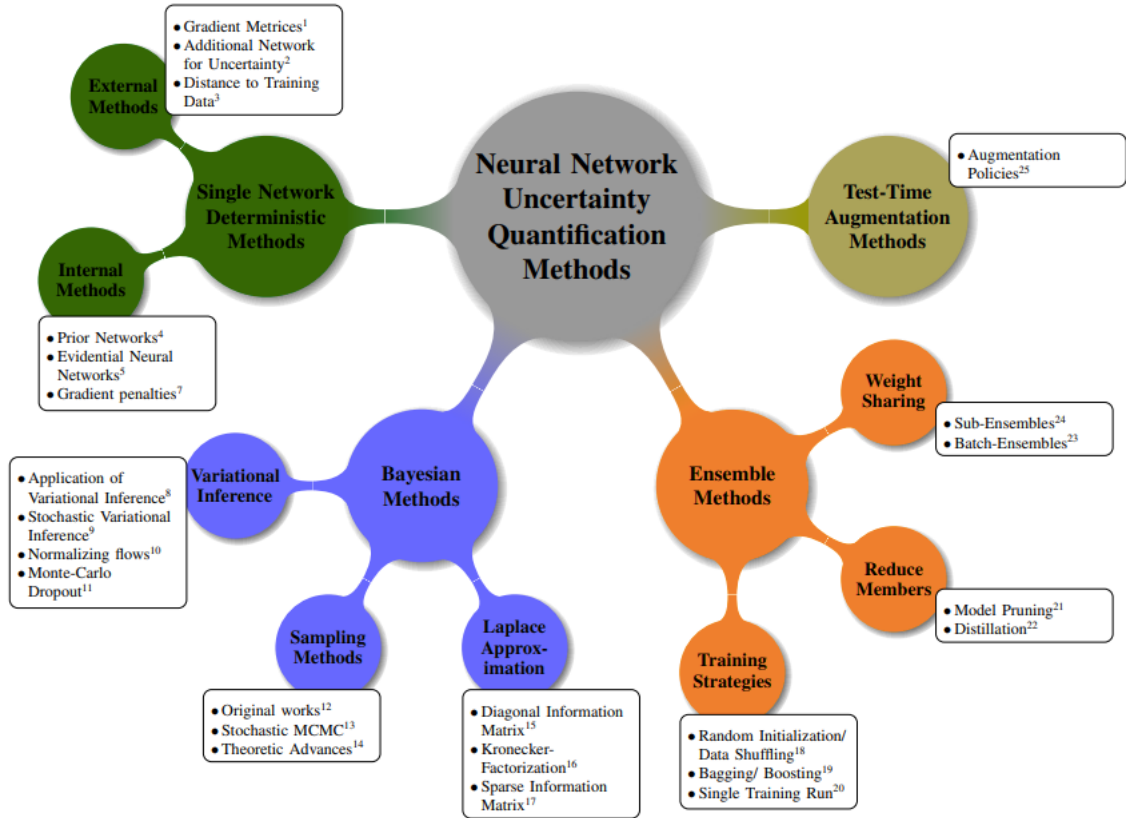 Neural Network
Uncertainty
Quantification
Methods
Single Network
Deterministic
Methods
External
Methods
• Gradient Metrices¹
• Additional Network
for Uncertainty²
• Distance to Training
Data³
Internal
Methods
• Prior Networks⁴
• Evidential Neural
Networks⁵
• Gradient penalties⁷
Bayesian
Methods
Variational
Inference
• Application of
Variational Inference⁸
• Stochastic Variational
Inference⁹
• Normalizing flows¹⁰
• Monte-Carlo
Dropout¹¹
Sampling
Methods
• Original works¹²
• Stochastic MCMC¹³
• Theoretic Advances¹⁴
Laplace
Approx-
imation
• Diagonal Information
Matrix¹⁵
• Kronecker-
Factorization¹⁶
• Sparse Information
Matrix¹⁷
Ensemble
Methods
Weight
Sharing
• Sub-Ensembles²⁴
• Batch-Ensembles²³
Reduce
Members
• Model Pruning²¹
• Distillation²²
Training
Strategies
• Random Initialization/
Data Shuffling¹⁸
• Bagging/ Boosting¹⁹
• Single Training Run²⁰
Test-Time
Augmentation
Methods
• Augmentation
Policies²⁵